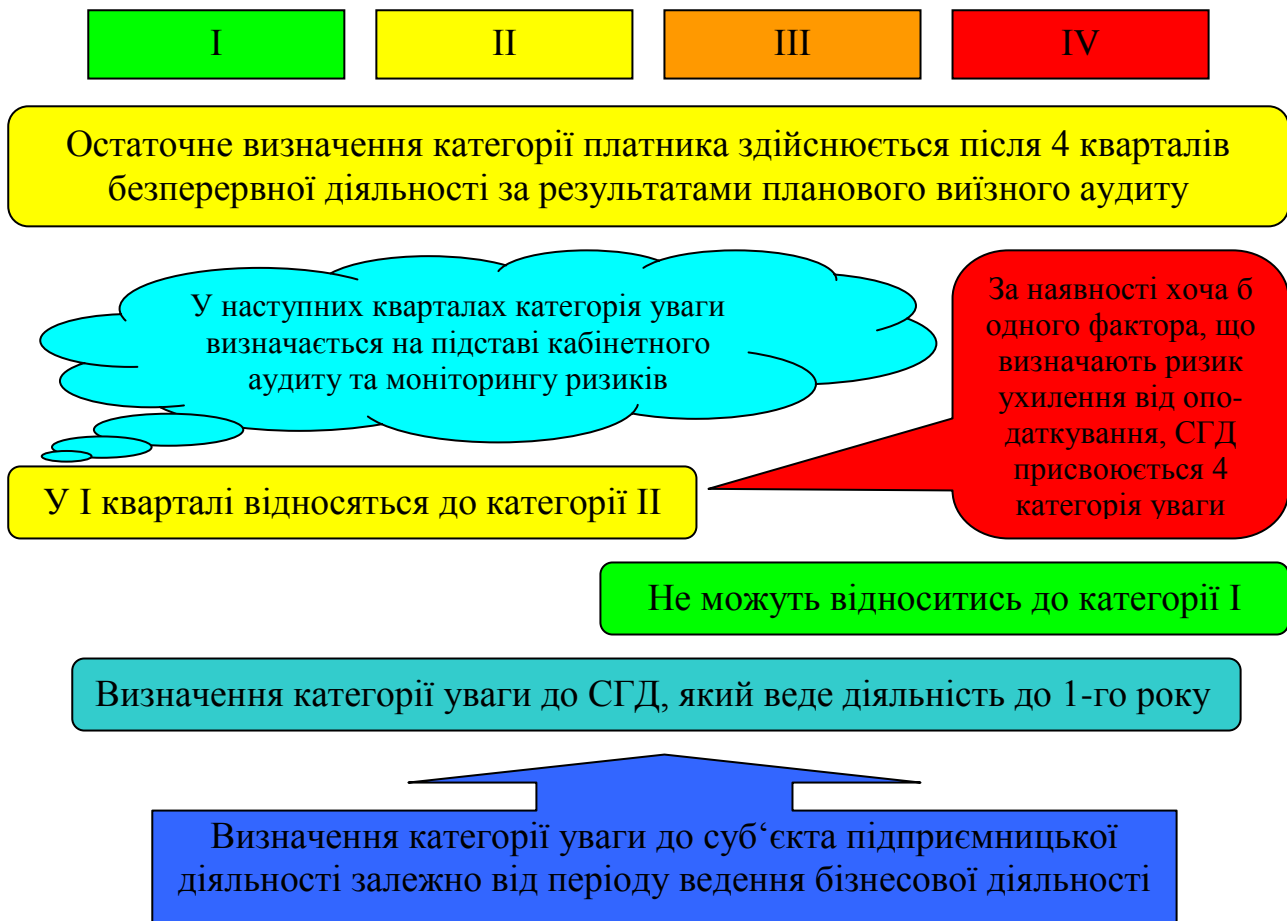 I
II
III
IV
Остаточне визначення категорії платника здійснюється після 4 кварталів
безперервної діяльності за результатами планового виїзного аудиту
У наступних кварталах категорія уваги
визначається на підставі кабінетного
аудиту та моніторингу ризиків
За наявності хоча б
одного фактора, що
визначають ризик
ухилення від опо-
даткування, СГД
присвоюється 4
категорія уваги
У I кварталі відносяться до категорії II
Не можуть відноситись до категорії I
Визначення категорії уваги до СГД, який веде діяльність до 1-го року
Визначення категорії уваги до суб‘єкта підприємницької
діяльності залежно від періоду ведення бізнесової діяльності